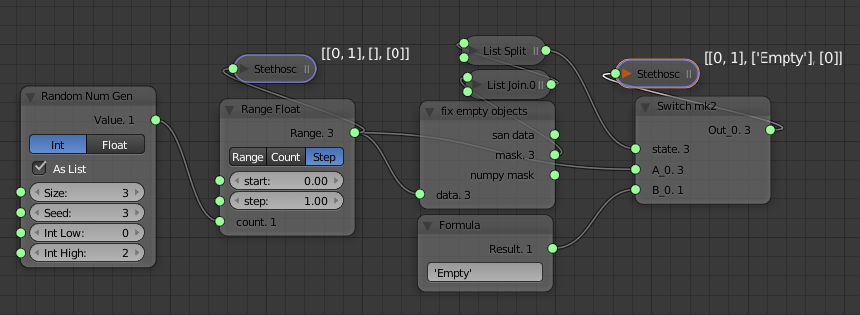 Random Num Gen
Value. 1
Int Float
As List
Size: 3
Seed: 3
Int Low: 0
Int High: 2
Stethosc
[[0, 1], [], [0]]
Range Float
Range. 3
Range Count Step
start: 0.00
step: 1.00
count. 1
List Split
List Join.0
fix empty objects
san data
mask. 3
numpy mask
data. 3
Formula
Result. 1
'Empty'
Stethosc
[[0, 1], ['Empty'], [0]]
Switch mk2
Out_0. 3
state. 3
A_0. 3
B_0. 1